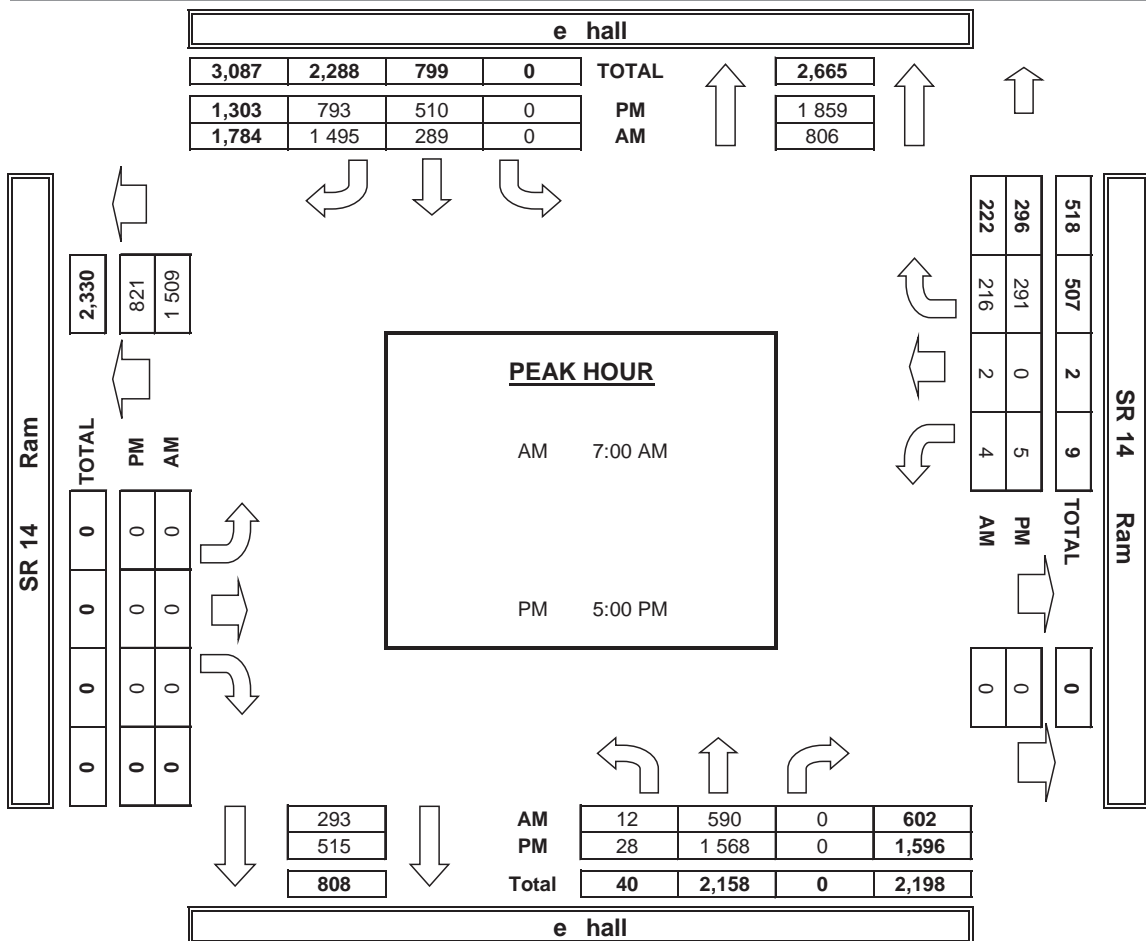 e hall
3,087 2,288 799 0 TOTAL 2,665
1,303 793 510 0 PM 1 859
1,784 1 495 289 0 AM 806
SR 14 Ram
2,330
821
1 509
TOTAL 0 0 0 0
PM 0 0 0 0
AM 0 0 0 0
PEAK HOUR
AM 7:00 AM
PM 5:00 PM
518 507 2 9 TOTAL 0
296 291 0 5 PM 0
222 216 2 4 AM 0
SR 14 Ram
293 AM 12 590 0 602
515 PM 28 1 568 0 1,596
808 Total 40 2,158 0 2,198
e hall